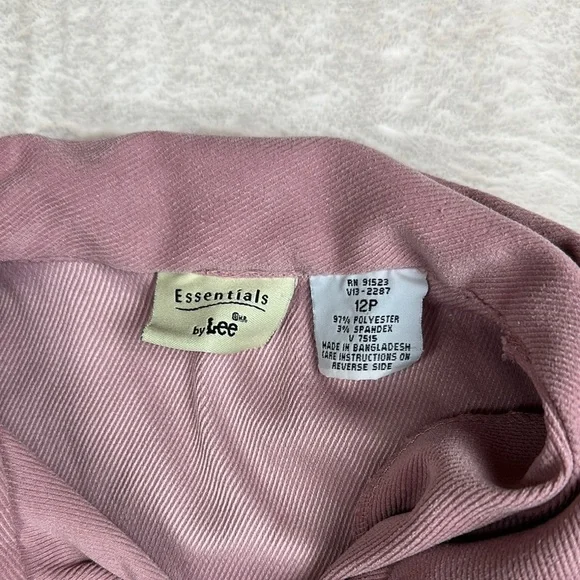 Essentials
by Lee ® M.R.
RN 91523
V13-2287
12P
97% POLYESTER
3% SPANDEX
V 7515
MADE IN BANGLADESH
CARE INSTRUCTIONS ON
REVERSE SIDE